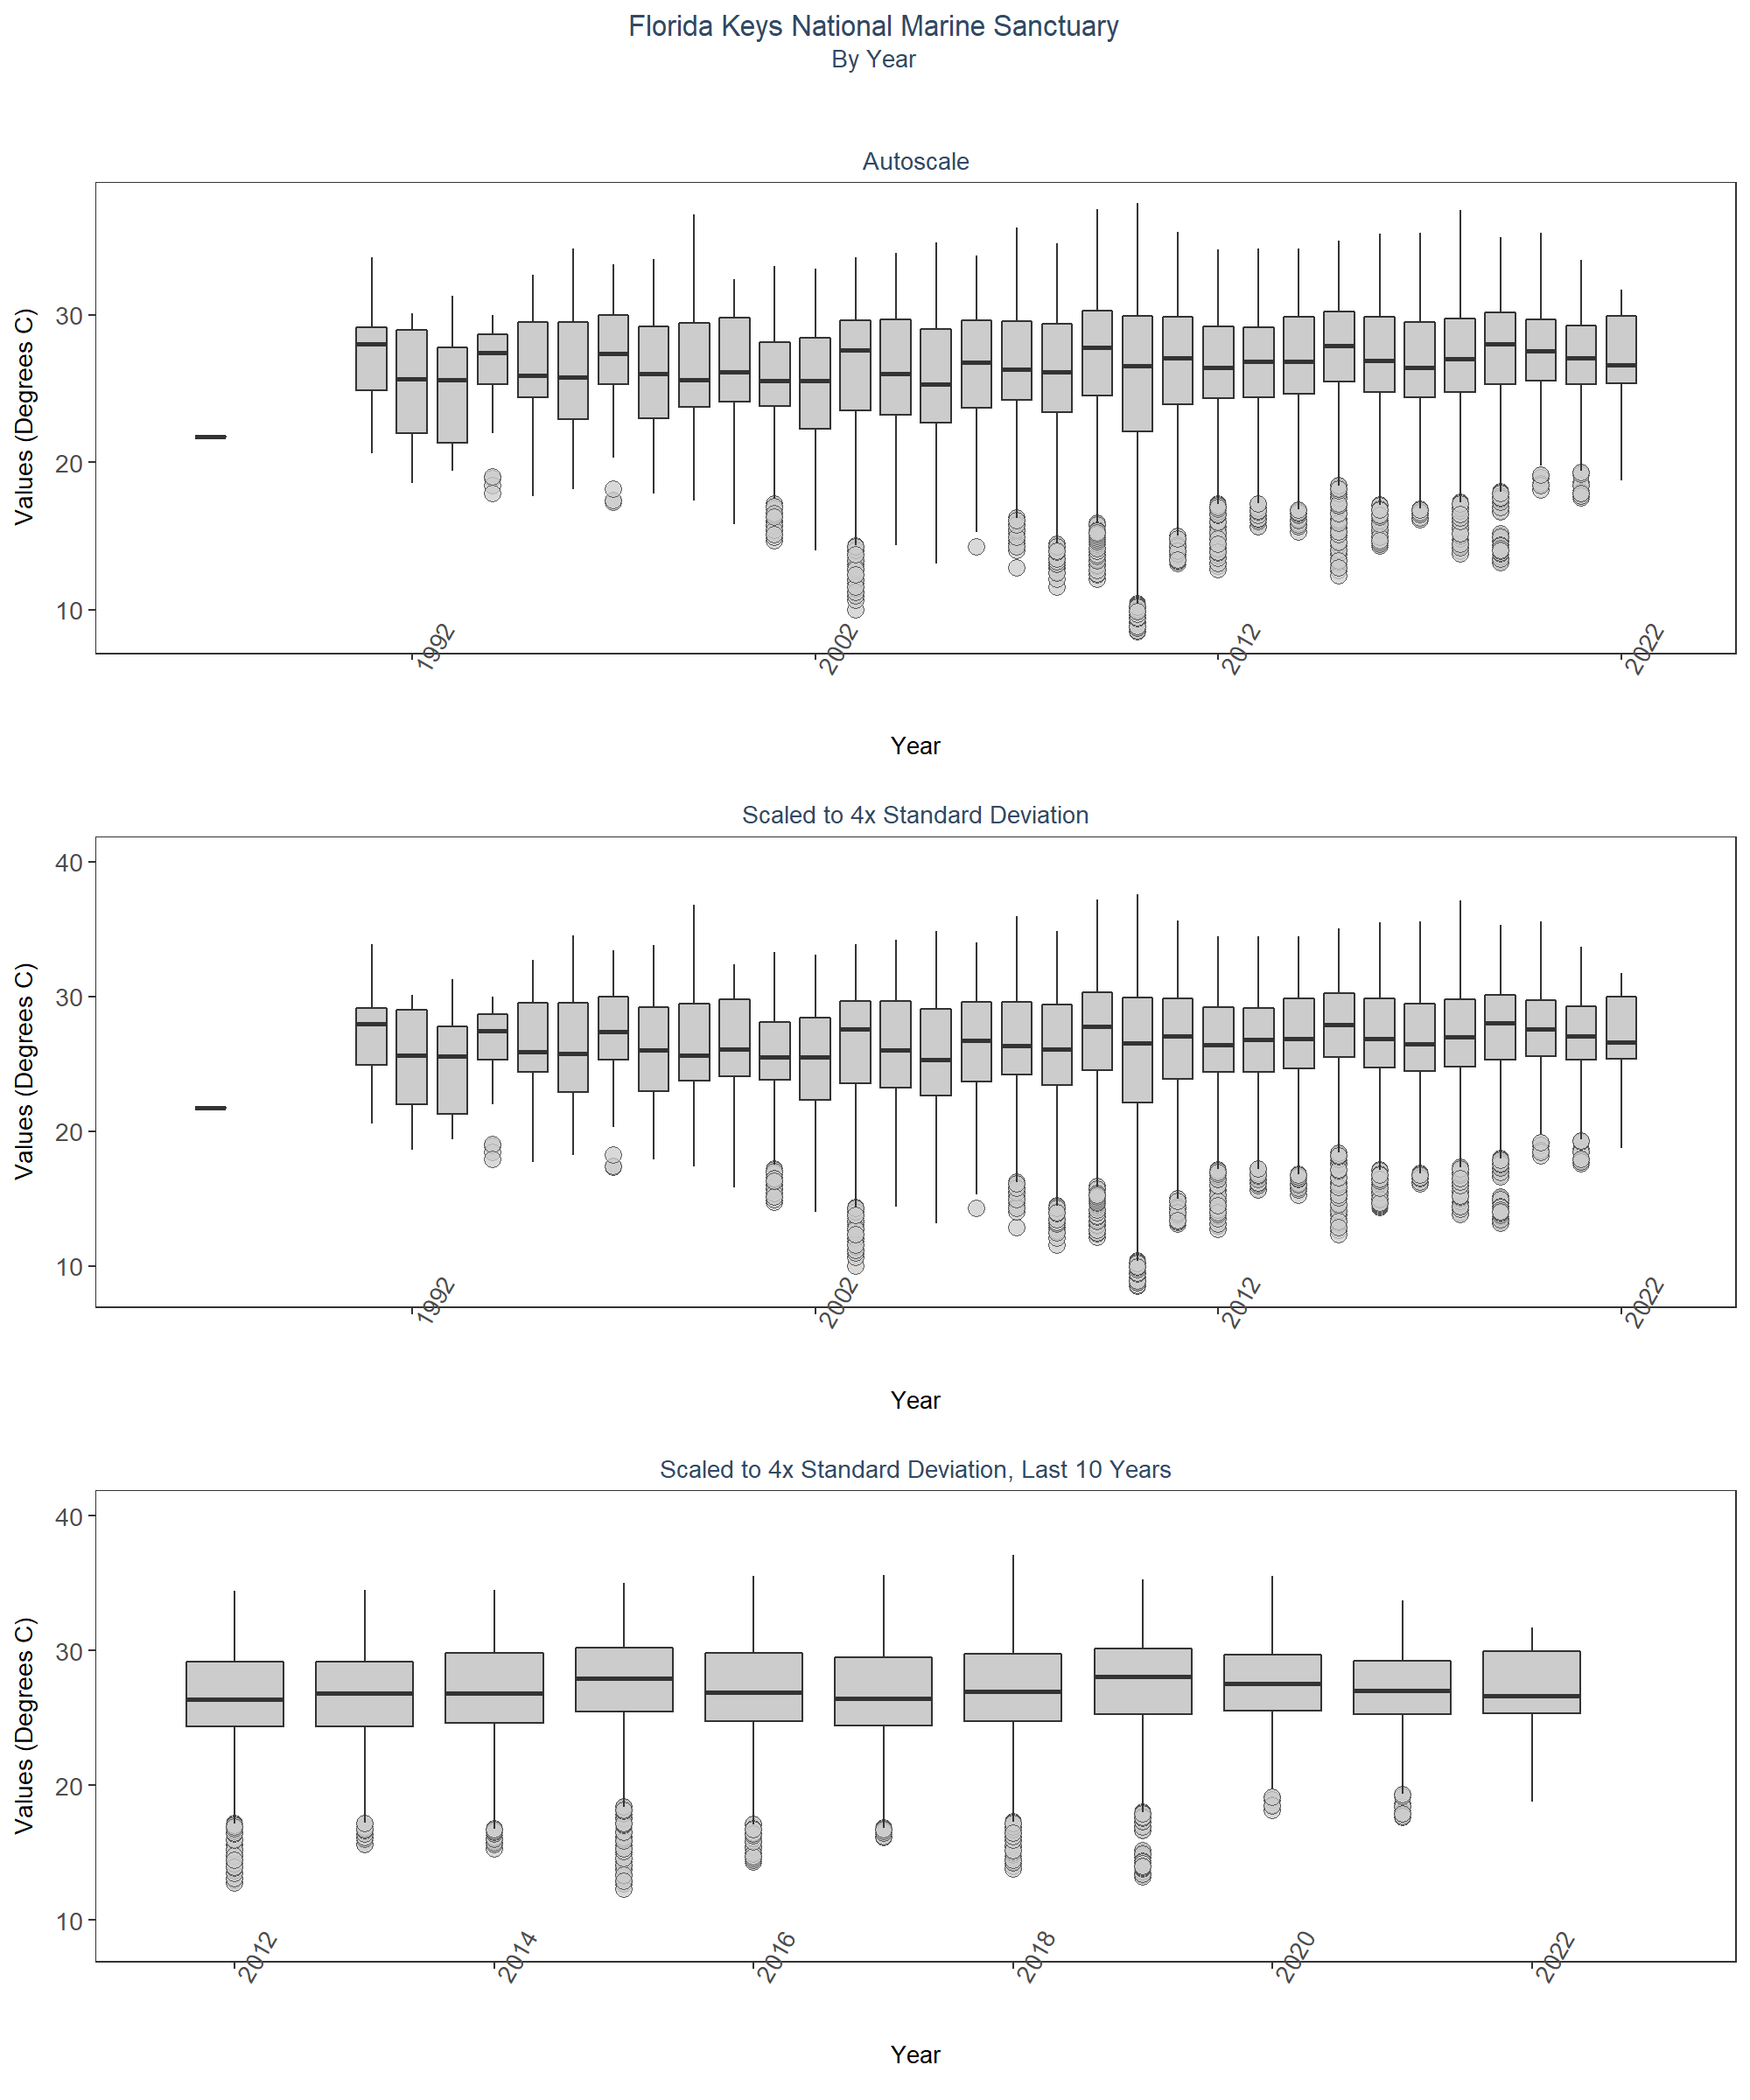 Florida Keys National Marine Sanctuary
By Year
Autoscale
Values (Degrees C)
30
20
10
1992
2002
2012
2022
Year
Scaled to 4x Standard Deviation
Values (Degrees C)
40
30
20
10
1992
2002
2012
2022
Year
Scaled to 4x Standard Deviation, Last 10 Years
Values (Degrees C)
40
30
20
10
2012
2014
2016
2018
2020
2022
Year